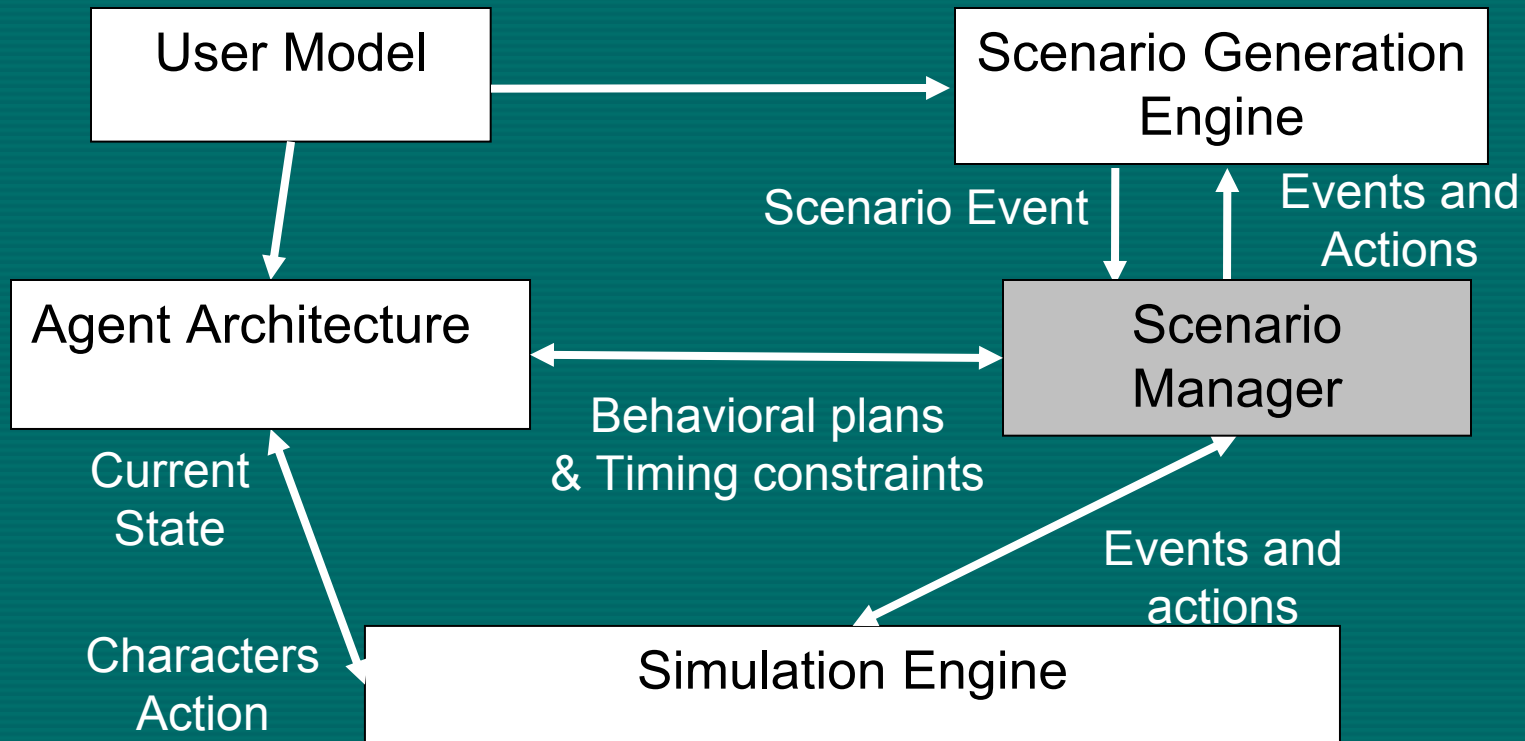 User Model
Scenario Generation
Engine
Scenario Event
Events and
Actions
Agent Architecture
Scenario
Manager
Behavioral plans
& Timing constraints
Current
State
Events and
actions
Characters
Action
Simulation Engine